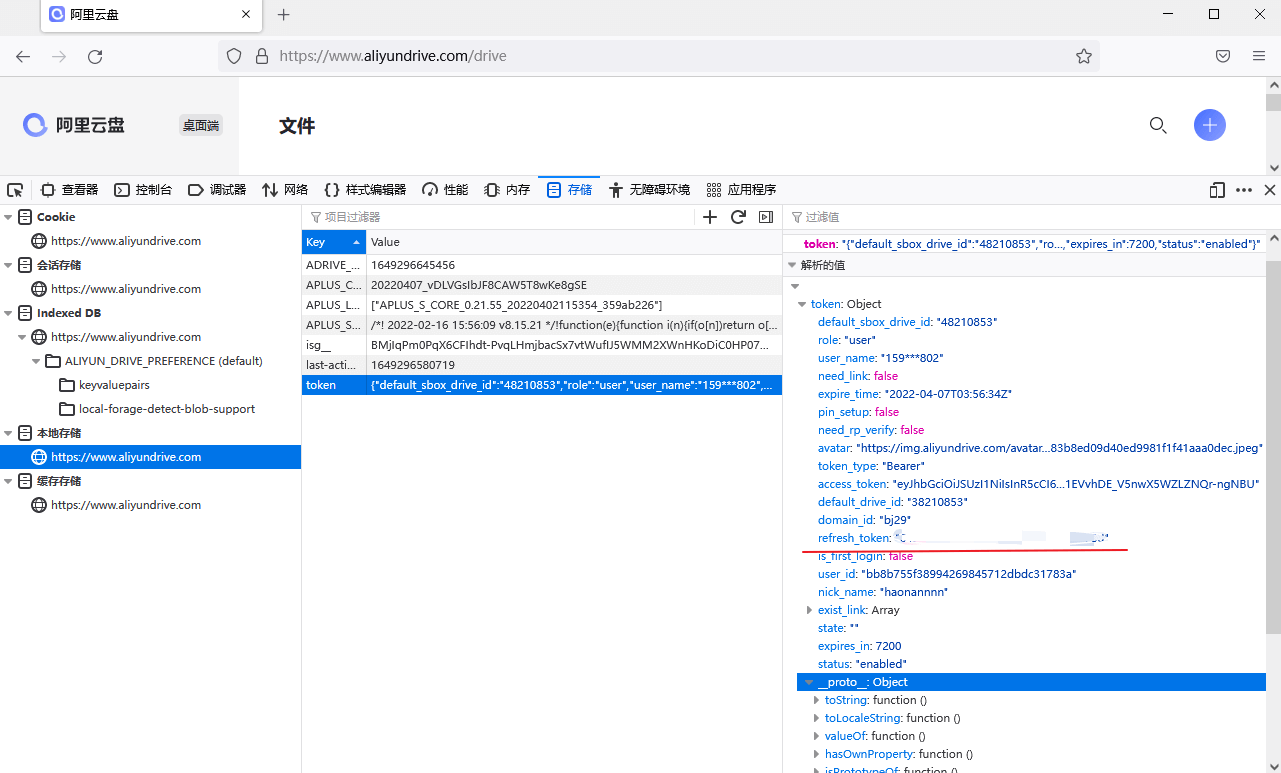 阿里云盘
https://www.aliyundrive.com/drive
阿里云盘
桌面端
文件
查看器 控制台 调试器 网络 样式编辑器 性能 内存 存储 无障碍环境 应用程序
Cookie
https://www.aliyundrive.com
会话存储
https://www.aliyundrive.com
Indexed DB
https://www.aliyundrive.com
ALIYUN_DRIVE_PREFERENCE (default)
keyvaluepairs
local-forage-detect-blob-support
本地存储
https://www.aliyundrive.com
缓存存储
https://www.aliyundrive.com
项目过滤器
Key Value
ADRIVE_... 1649296645456
APLUS_C... 20220407_vDLVGsIbJF8CAW5T8wKe8gSE
APLUS_L... ["APLUS_S_CORE_0.21.55_20220402115354_359ab226"]
APLUS_S... /*! 2022-02-16 15:56:09 v8.15.21 */!function(e){function i(n){if(o[n])return o[...
isg__ BMjIqPm0PqX6CFIhdt-PvqLHmjbacSx7vtWufIJ5WMM2XWnHKoDiC0HP07...
last-acti... 1649296580719
token {"default_sbox_drive_id":"48210853","role":"user","user_name":"159***802",...
过滤值
token: "{"default_sbox_drive_id":"48210853","ro...,"expires_in":7200,"status":"enabled"}"
解析的值
token: Object
default_sbox_drive_id: "48210853"
role: "user"
user_name: "159***802"
need_link: false
expire_time: "2022-04-07T03:56:34Z"
pin_setup: false
need_rp_verify: false
avatar: "https://img.aliyundrive.com/avatar...83b8ed09d40ed9981f1f41aaa0dec.jpeg"
token_type: "Bearer"
access_token: "eyJhbGciOiJSUzI1NiIsInR5cCI6...1EVvhDE_V5nwX5WZLZNQr-ngNBU"
default_drive_id: "38210853"
domain_id: "bj29"
refresh_token:
is_first_login: false
user_id: "bb8b755f38994269845712dbdc31783a"
nick_name: "haonannnn"
exist_link: Array
state: ""
expires_in: 7200
status: "enabled"
__proto__: Object
toString: function ()
toLocaleString: function ()
valueOf: function ()
hasOwnProperty: function ()
isPrototypeOf: function ()